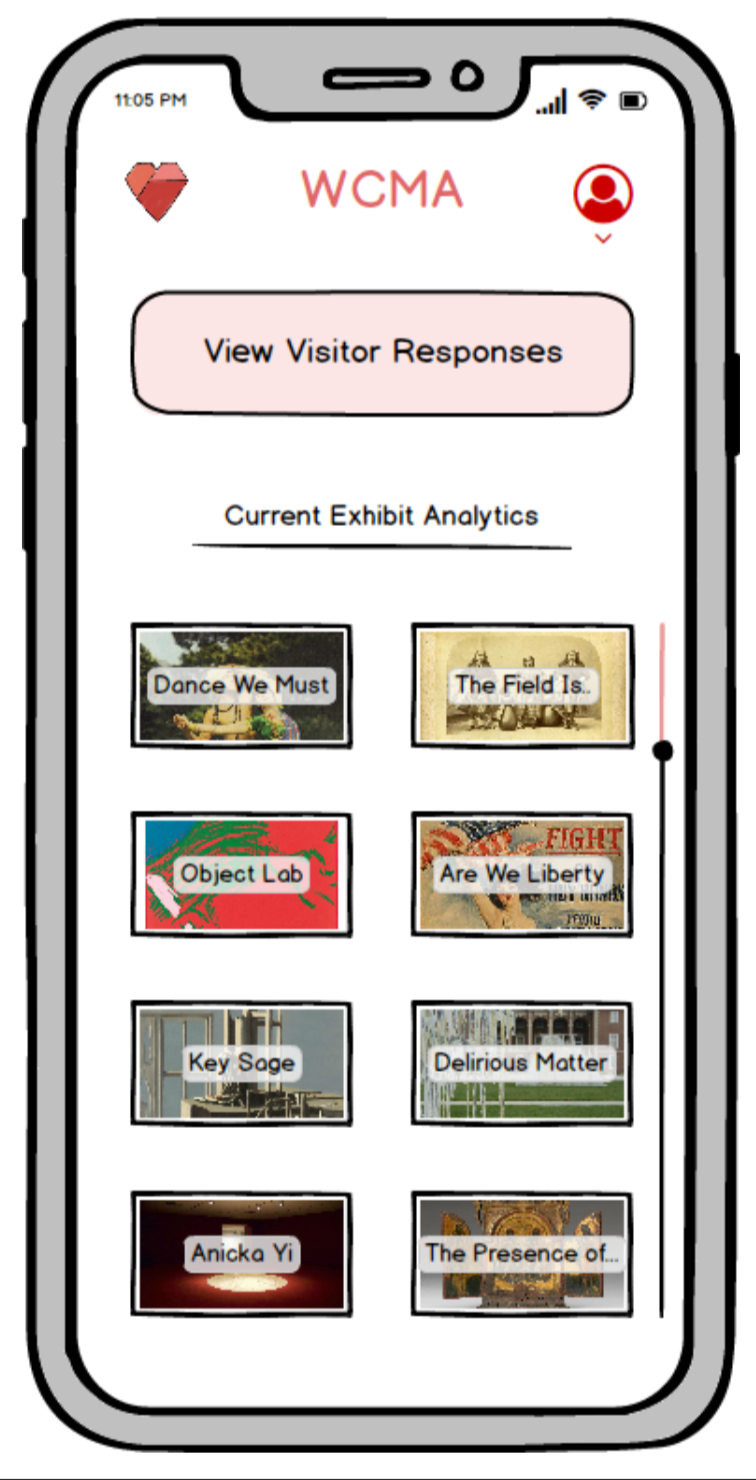 11:05 PM
WCMA
View Visitor Responses
Current Exhibit Analytics
Dance We Must
The Field Is..
Object Lab
FIGHT
Are We Liberty
Key Sage
Delirious Matter
Anicka Yi
The Presence of...